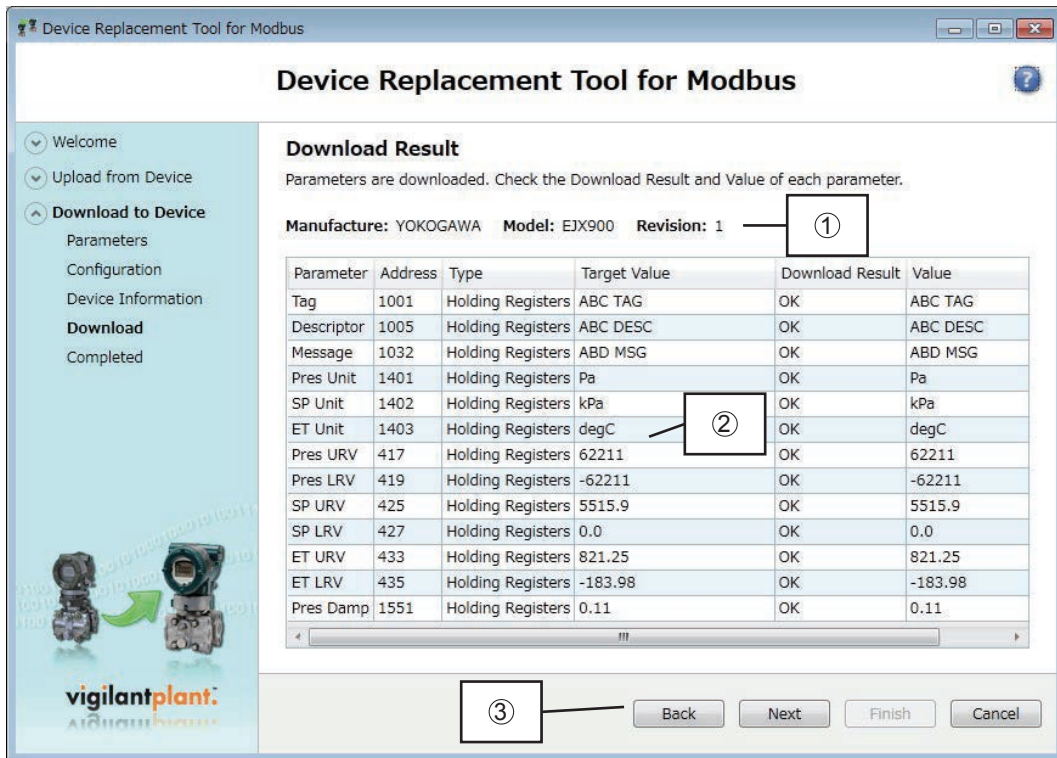 Device Replacement Tool for Modbus
Device Replacement Tool for Modbus
?
Welcome
Upload from Device
Download to Device
Parameters
Configuration
Device Information
Download
Completed
vigilantplant.
Download Result
Parameters are downloaded. Check the Download Result and Value of each parameter.
Manufacture: YOKOGAWA Model: EJX900 Revision: 1
①
Parameter Address Type Target Value Download Result Value
Tag 1001 Holding Registers ABC TAG OK ABC TAG
Descriptor 1005 Holding Registers ABC DESC OK ABC DESC
Message 1032 Holding Registers ABD MSG OK ABD MSG
Pres Unit 1401 Holding Registers Pa OK Pa
SP Unit 1402 Holding Registers kPa OK kPa
ET Unit 1403 Holding Registers degC OK degC
②
Pres URV 417 Holding Registers 62211 OK 62211
Pres LRV 419 Holding Registers -62211 OK -62211
SP URV 425 Holding Registers 5515.9 OK 5515.9
SP LRV 427 Holding Registers 0.0 OK 0.0
ET URV 433 Holding Registers 821.25 OK 821.25
ET LRV 435 Holding Registers -183.98 OK -183.98
Pres Damp 1551 Holding Registers 0.11 OK 0.11
③
Back Next Finish Cancel